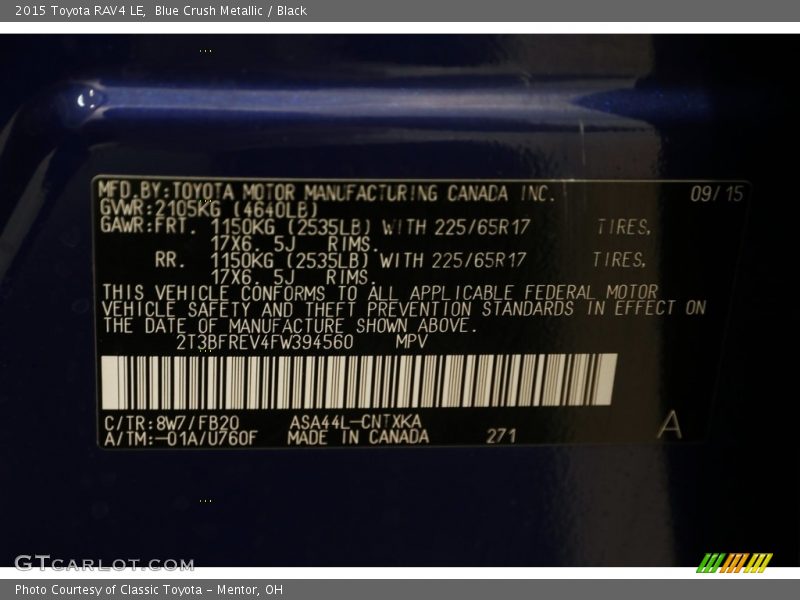 2015 Toyota RAV4 LE,  Blue Crush Metallic / Black
MFD.BY:TOYOTA MOTOR MANUFACTURING CANADA INC. 09/15
GVWR:2105KG (4640LB)
GAWR:FRT. 1150KG (2535LB) WITH 225/65R17 TIRES,
17X6. 5J RIMS.
RR. 1150KG (2535LB) WITH 225/65R17 TIRES,
17X6. 5J RIMS.
THIS VEHICLE CONFORMS TO ALL APPLICABLE FEDERAL MOTOR
VEHICLE SAFETY AND THEFT PREVENTION STANDARDS IN EFFECT ON
THE DATE OF MANUFACTURE SHOWN ABOVE.
2T3BFREV4FW394560 MPV
C/TR:8W7/FB20 ASA44L-CNTXKA
A/TM:-01A/U760F MADE IN CANADA 271 A
GTCARLOT.COM
Photo Courtesy of Classic Toyota - Mentor, OH